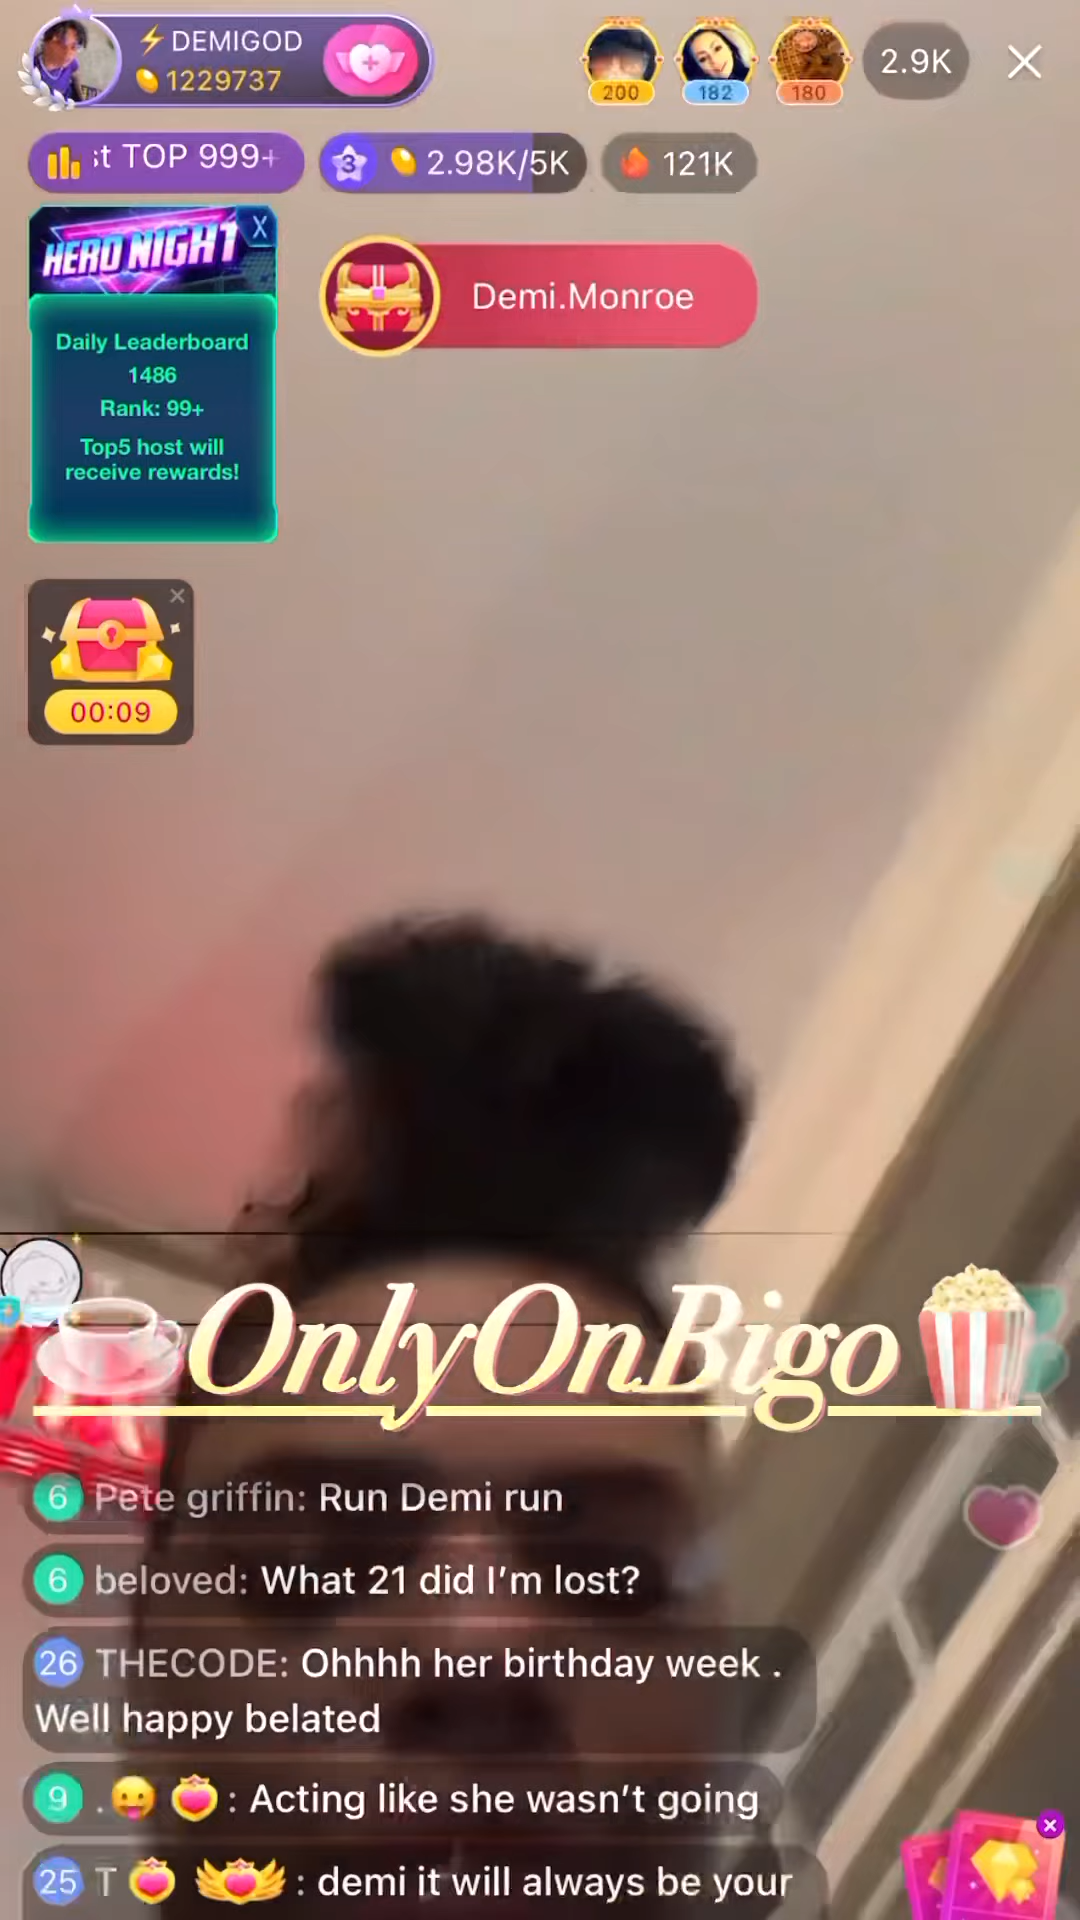 ⚡DEMIGOD
1229737
200
182
180
2.9K
st TOP 999+
3
2.98K/5K
121K
HERO NIGHT
X
Demi.Monroe
Daily Leaderboard
1486
Rank: 99+
Top5 host will
receive rewards!
00:09
OnlyOnBigo
6 Pete griffin: Run Demi run
6 beloved: What 21 did I’m lost?
26 THECODE: Ohhhh her birthday week .
Well happy belated
9 .😛 : Acting like she wasn’t going
25 T : demi it will always be your